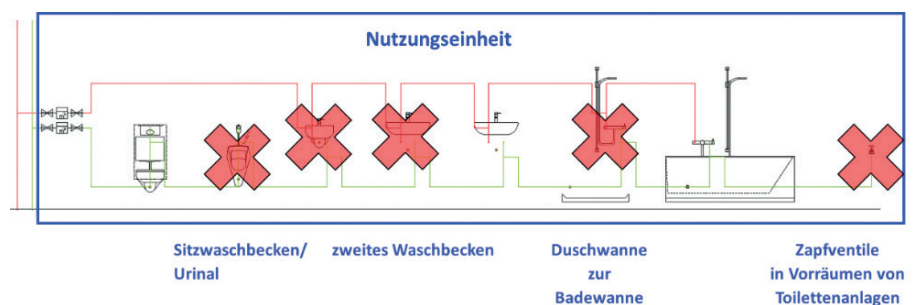 Nutzungseinheit
Sitzwaschbecken/
Urinal
zweites Waschbecken
Duschwanne
zur
Badewanne
Zapfventile
in Vorräumen von
Toilettenanlagen